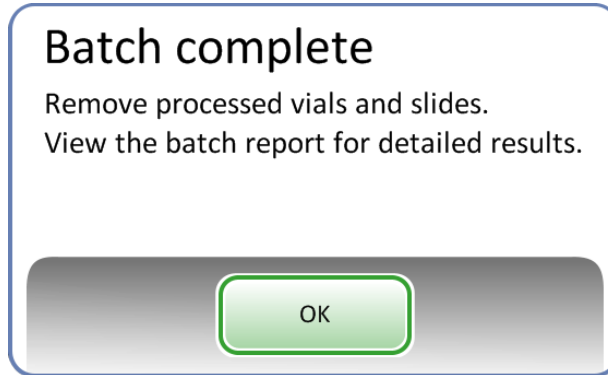 Batch complete
Remove processed vials and slides.
View the batch report for detailed results.
OK